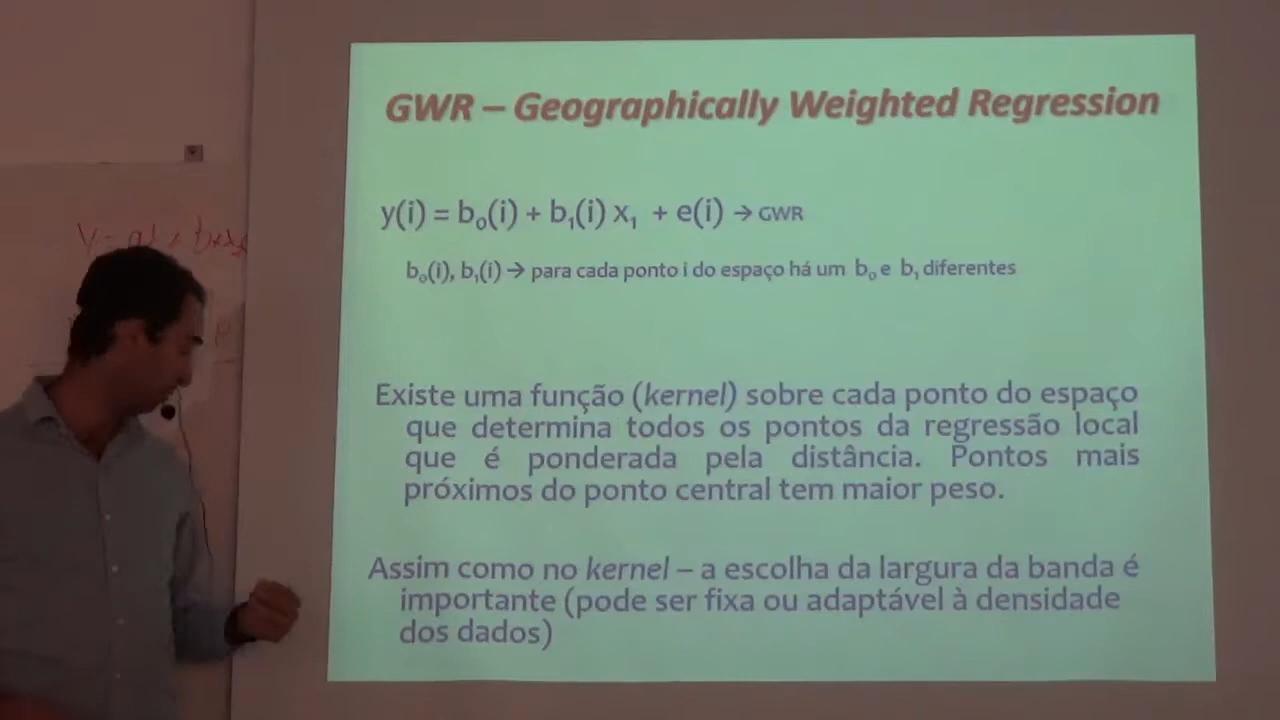 GWR – Geographically Weighted Regression
y(i) = b₀(i) + b₁(i) x₁ + e(i) → GWR
b₀(i), b₁(i) → para cada ponto i do espaço há um b₀ e b₁ diferentes
Existe uma função (kernel) sobre cada ponto do espaço
que determina todos os pontos da regressão local
que é ponderada pela distância. Pontos mais
próximos do ponto central tem maior peso.
Assim como no kernel – a escolha da largura da banda é
importante (pode ser fixa ou adaptável à densidade
dos dados)